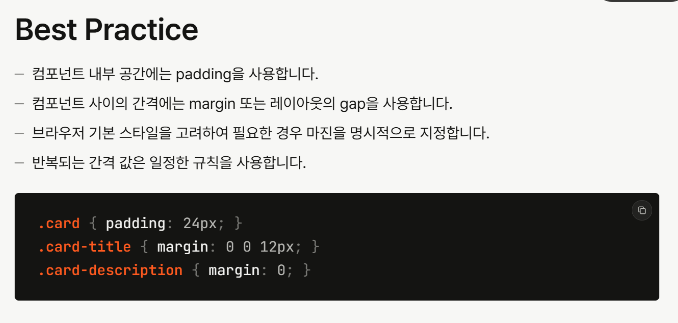 Best Practice
— 컴포넌트 내부 공간에는 padding을 사용합니다.
— 컴포넌트 사이의 간격에는 margin 또는 레이아웃의 gap을 사용합니다.
— 브라우저 기본 스타일을 고려하여 필요한 경우 마진을 명시적으로 지정합니다.
— 반복되는 간격 값은 일정한 규칙을 사용합니다.
.card { padding: 24px; }
.card-title { margin: 0 0 12px; }
.card-description { margin: 0; }